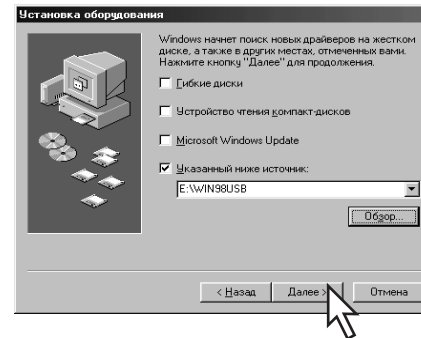 Установка оборудования
Windows начнет поиск новых драйверов на жестком
диске, а также в других местах, отмеченных вами.
Нажмите кнопку "Далее" для продолжения.
Гибкие диски
Устройство чтения компакт-дисков
Microsoft Windows Update
Указанный ниже источник:
E:\WIN98USB
Обзор...
< Назад Далее > Отмена